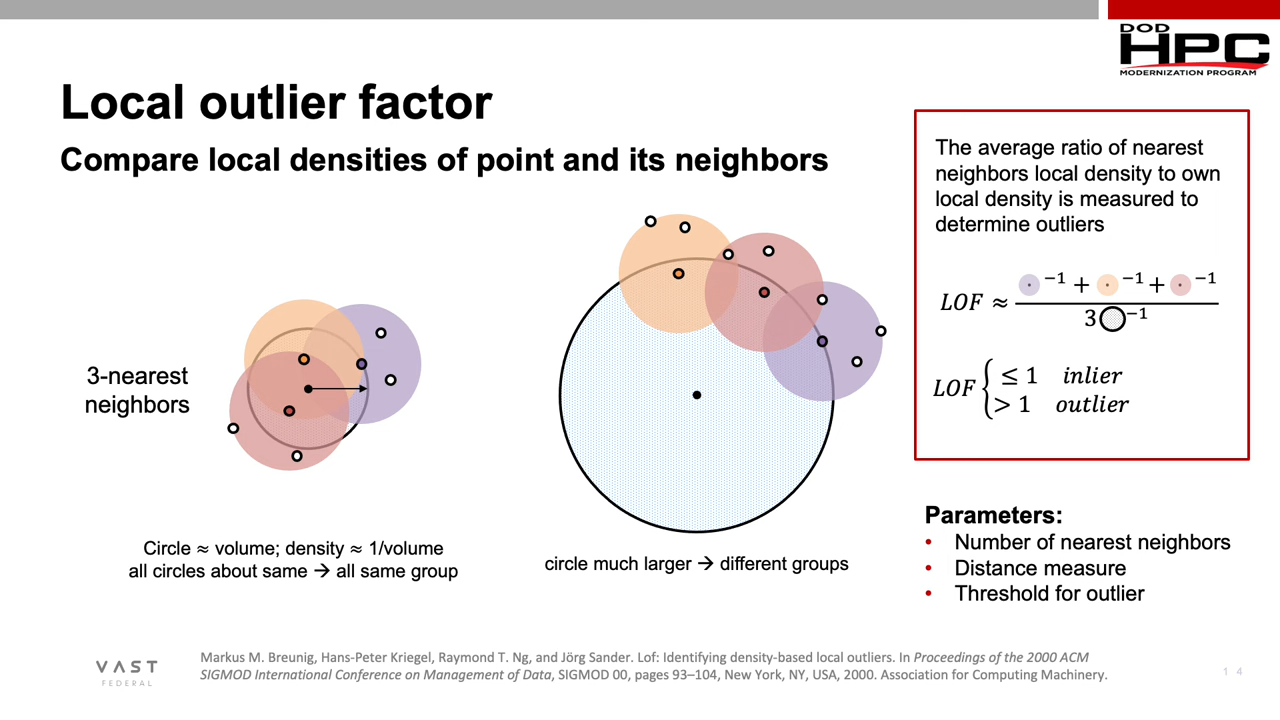 DOD
HPC
MODERNIZATION PROGRAM
Local outlier factor
Compare local densities of point and its neighbors
The average ratio of nearest
neighbors local density to own
local density is measured to
determine outliers
LOF ≈ −1 + −1 + −1
3 −1
LOF { ≤ 1 inlier
> 1 outlier
3-nearest
neighbors
Circle ≈ volume; density ≈ 1/volume
all circles about same → all same group
circle much larger → different groups
Parameters:
• Number of nearest neighbors
• Distance measure
• Threshold for outlier
VAST
FEDERAL
Markus M. Breunig, Hans-Peter Kriegel, Raymond T. Ng, and Jörg Sander. Lof: Identifying density-based local outliers. In Proceedings of the 2000 ACM
SIGMOD International Conference on Management of Data, SIGMOD 00, pages 93–104, New York, NY, USA, 2000. Association for Computing Machinery.
14